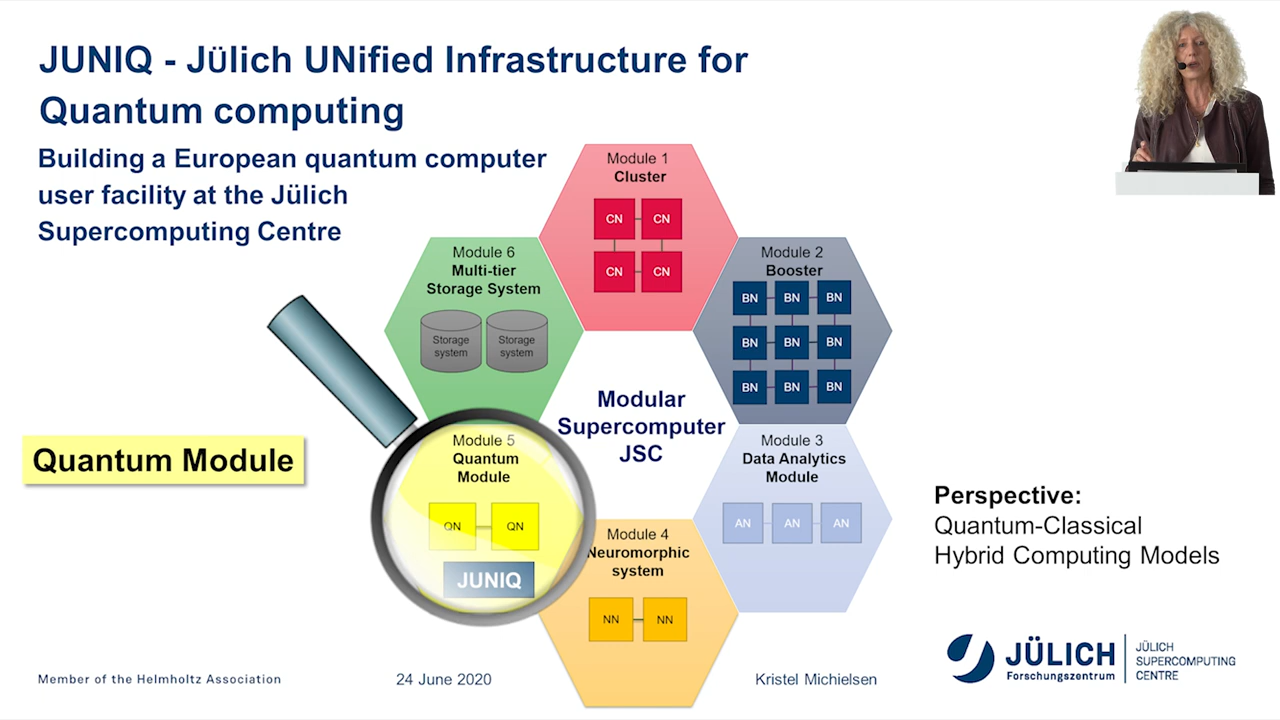 JUNIQ - Jülich UNified Infrastructure for
Quantum computing
Building a European quantum computer
user facility at the Jülich
Supercomputing Centre
Module 1
Cluster
CN CN
CN CN
Module 6
Multi-tier
Storage System
Storage
system
Storage
system
Module 2
Booster
BN BN BN
BN BN BN
BN BN BN
Modular
Supercomputer
JSC
Quantum Module
Module 5
Quantum
Module
QN QN
JUNIQ
Module 3
Data Analytics
Module
AN AN AN
Module 4
Neuromorphic
system
NN NN
Perspective:
Quantum-Classical
Hybrid Computing Models
Member of the Helmholtz Association
24 June 2020
Kristel Michielsen
JÜLICH
Forschungszentrum
JÜLICH
SUPERCOMPUTING
CENTRE